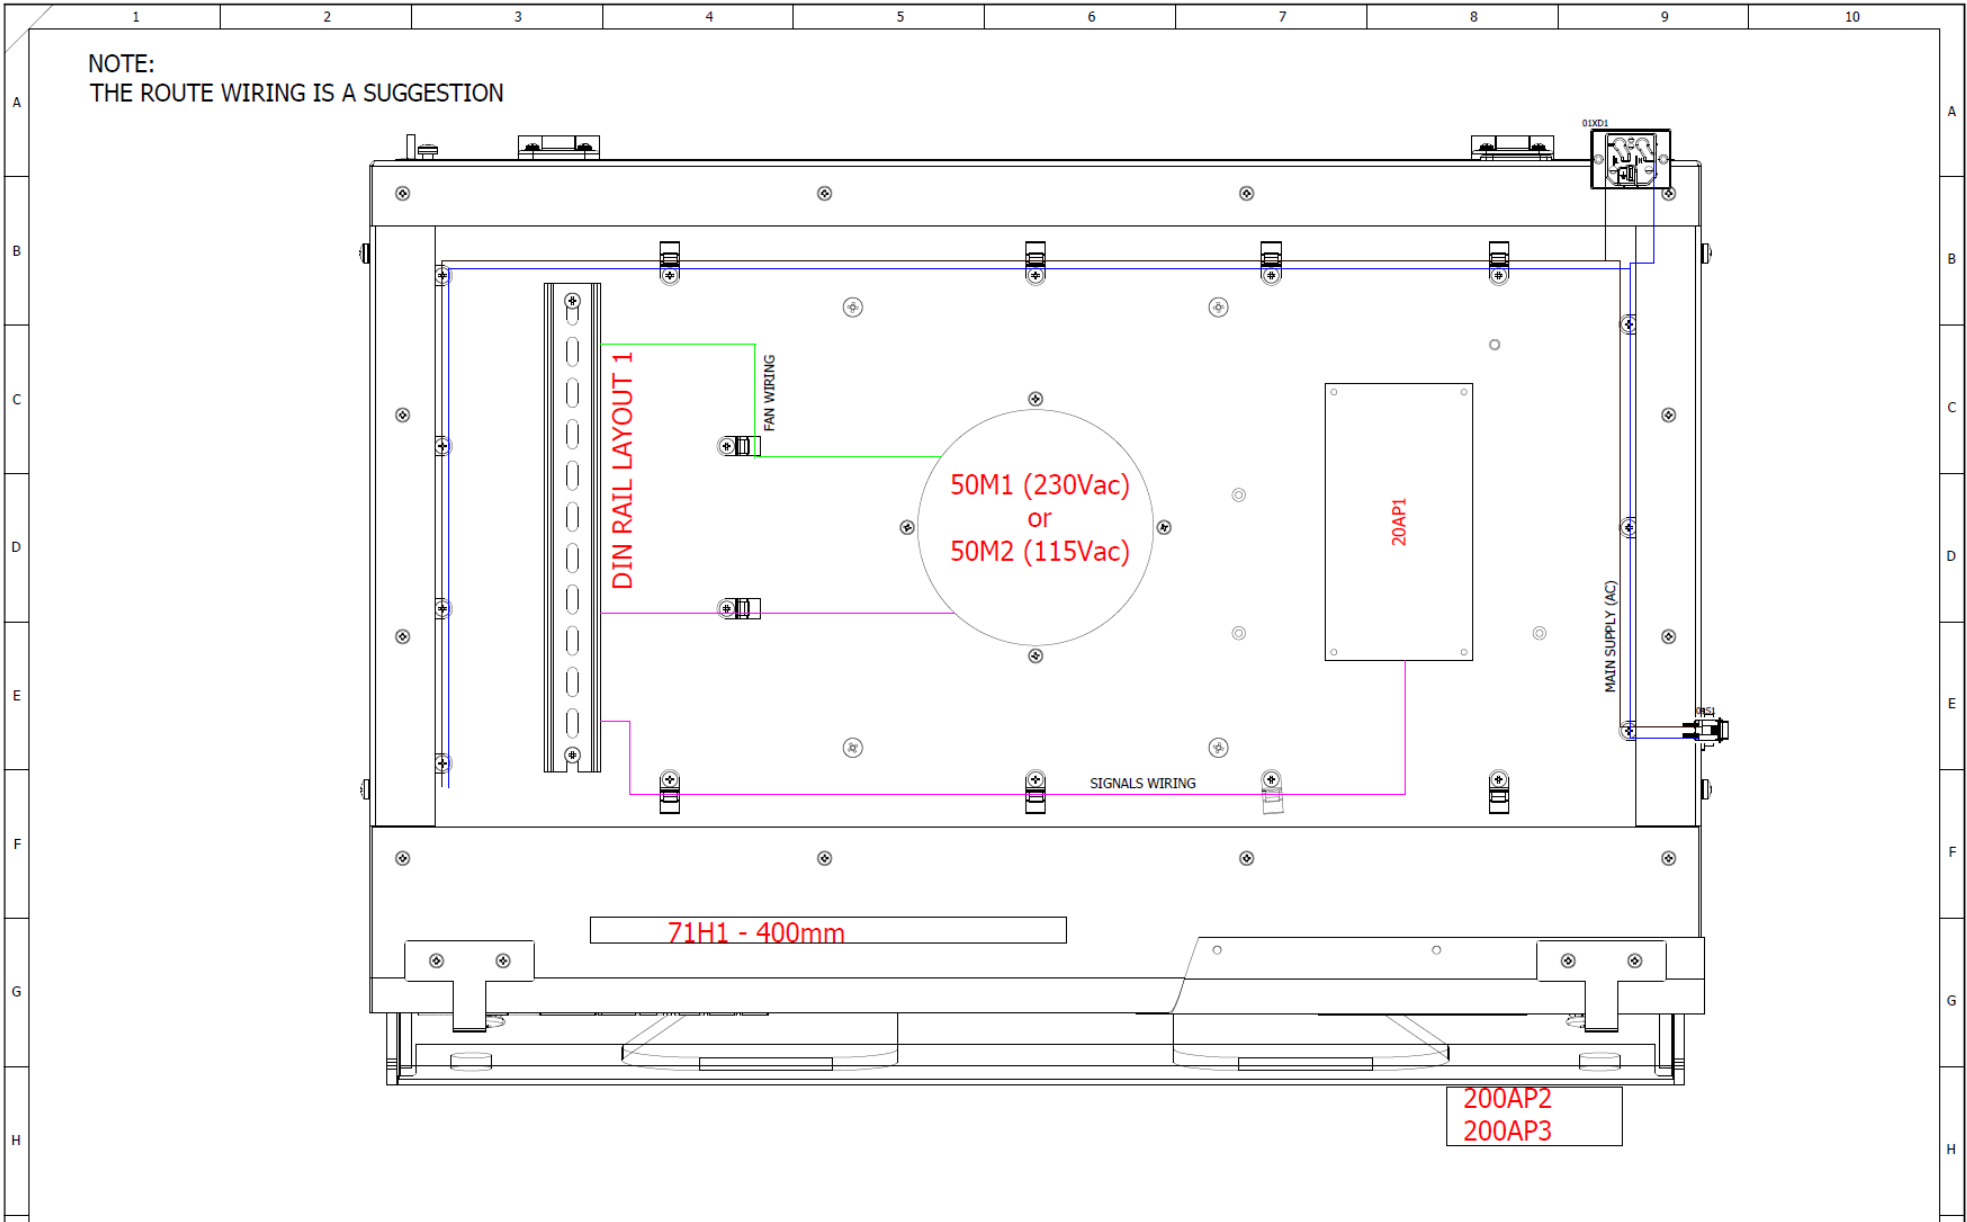 1 2 3 4 5 6 7 8 9 10
NOTE:
THE ROUTE WIRING IS A SUGGESTION
A A
01XD1
B B
C C
DIN RAIL LAYOUT 1
FAN WIRING
50M1 (230Vac)
or
50M2 (115Vac)
20AP1
D D
MAIN SUPPLY (AC)
E E
SIGNALS WIRING
F F
71H1 - 400mm
G G
200AP2
200AP3
H H